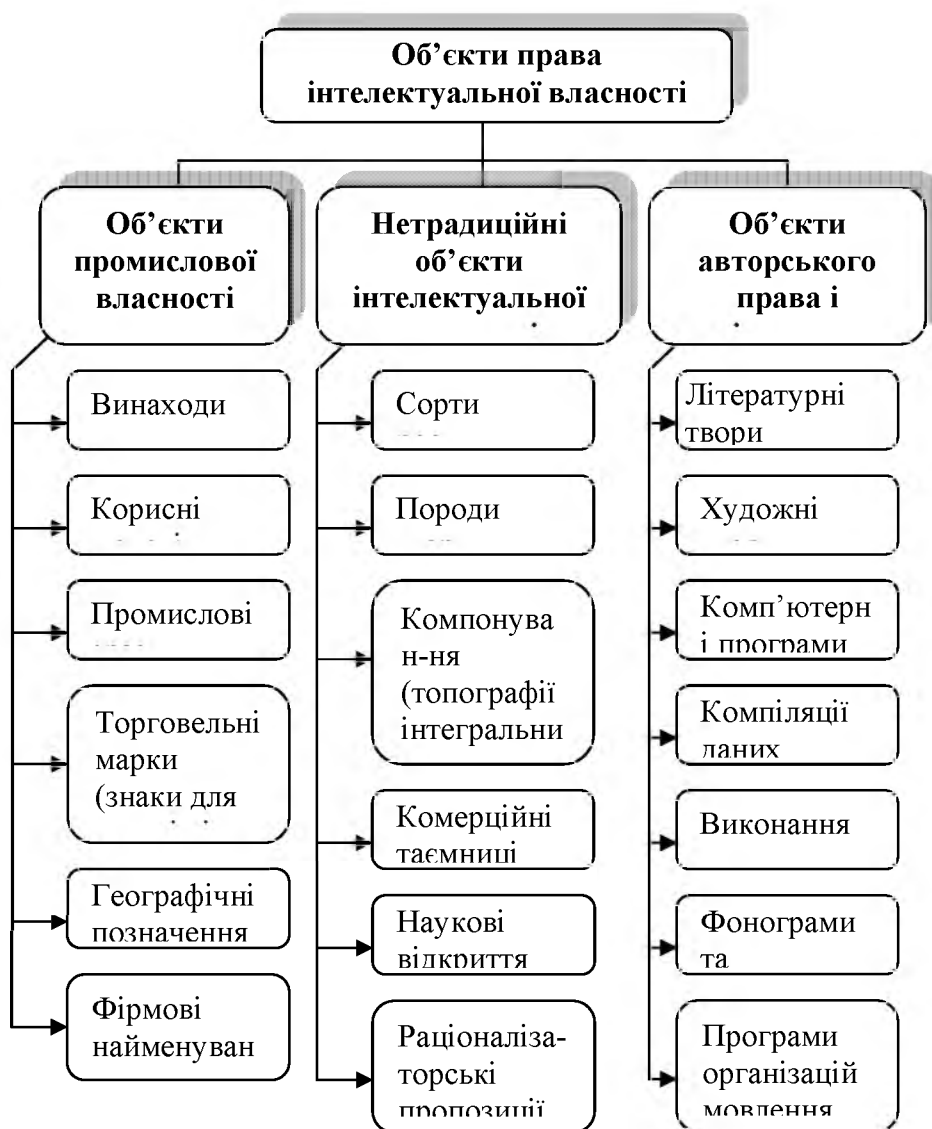 Об’єкти права
інтелектуальної власності
Об’єкти
промислової
власності
Винаходи
Корисні
Промислові
Торговельні
марки
(знаки для
Географічні
позначення
Фірмові
найменуван
Нетрадиційні
об’єкти
інтелектуальної
Сорти
Породи
Компонува
н-ня
(топографії
інтегральни
Комерційні
таємниці
Наукові
відкриття
Раціоналіза-
торські
пропозиції
Об’єкти
авторського
права і
Літературні
твори
Художні
Комп’ютерн
і програми
Компіляції
даних
Виконання
Фонограми
та
Програми
організацій
мовлення